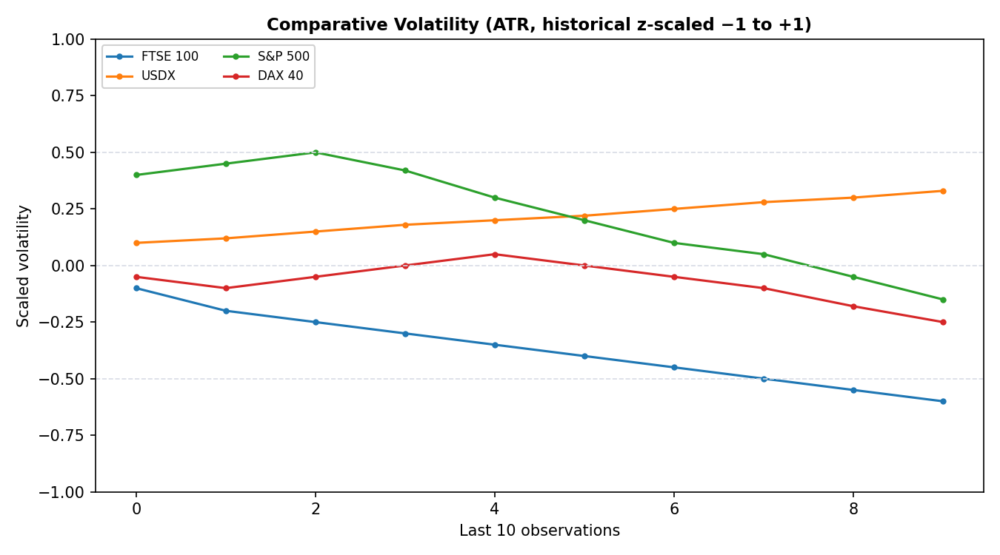 Comparative Volatility (ATR, historical z-scaled −1 to +1)
FTSE 100
USDX
S&P 500
DAX 40
Scaled volatility
1.00
0.75
0.50
0.25
0.00
−0.25
−0.50
−0.75
−1.00
0 2 4 6 8
Last 10 observations